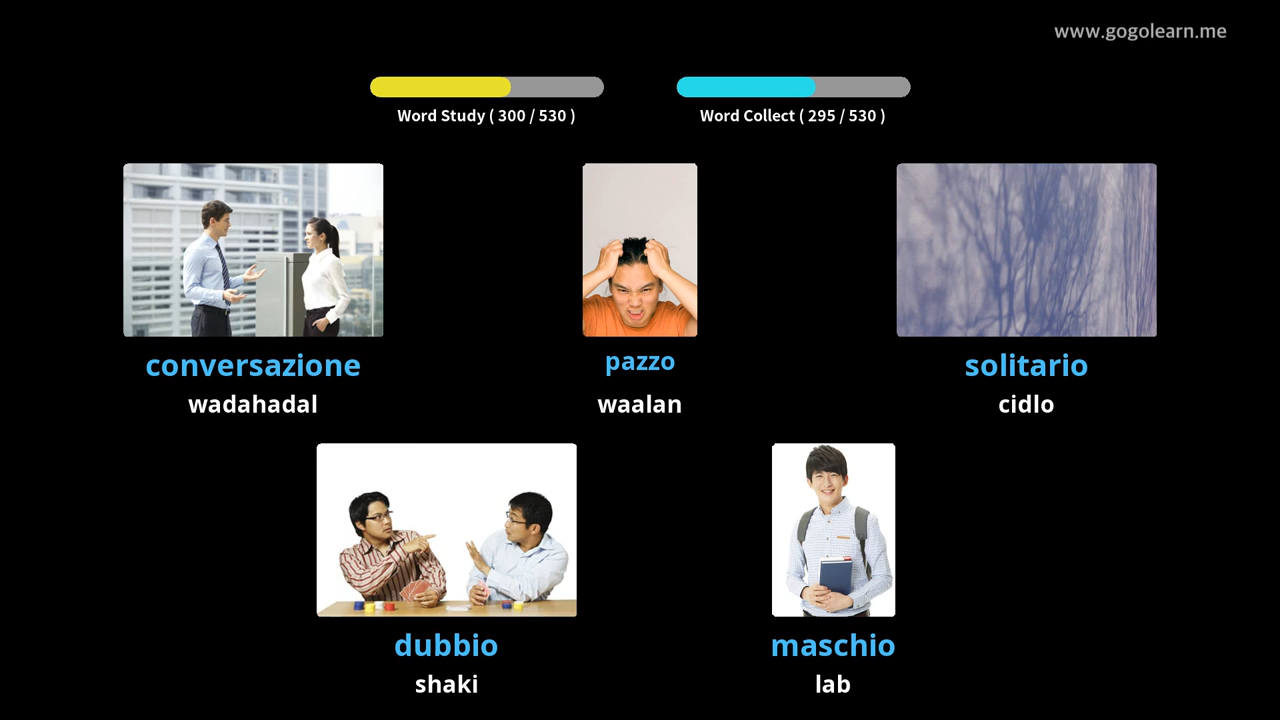 www.gogolearn.me
Word Study ( 300 / 530 )
Word Collect ( 295 / 530 )
conversazione
wadahadal
pazzo
waalan
solitario
cidlo
dubbio
shaki
maschio
lab